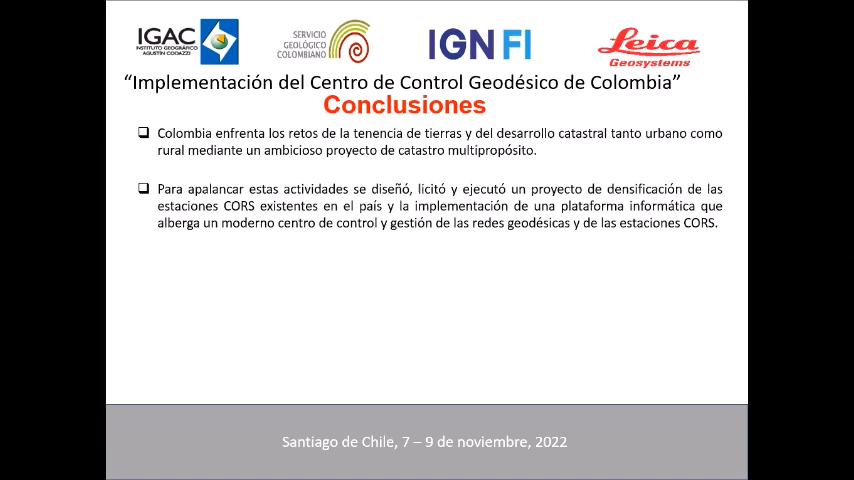 IGAC
INSTITUTO GEOGRÁFICO
AGUSTÍN CODAZZI
SERVICIO
GEOLÓGICO
COLOMBIANO
IGN FI
Leica
Geosystems
“Implementación del Centro de Control Geodésico de Colombia”
Conclusiones
Colombia enfrenta los retos de la tenencia de tierras y del desarrollo catastral tanto urbano como
rural mediante un ambicioso proyecto de catastro multipropósito.
Para apalancar estas actividades se diseñó, licitó y ejecutó un proyecto de densificación de las
estaciones CORS existentes en el país y la implementación de una plataforma informática que
alberga un moderno centro de control y gestión de las redes geodésicas y de las estaciones CORS.
Santiago de Chile, 7 – 9 de noviembre, 2022